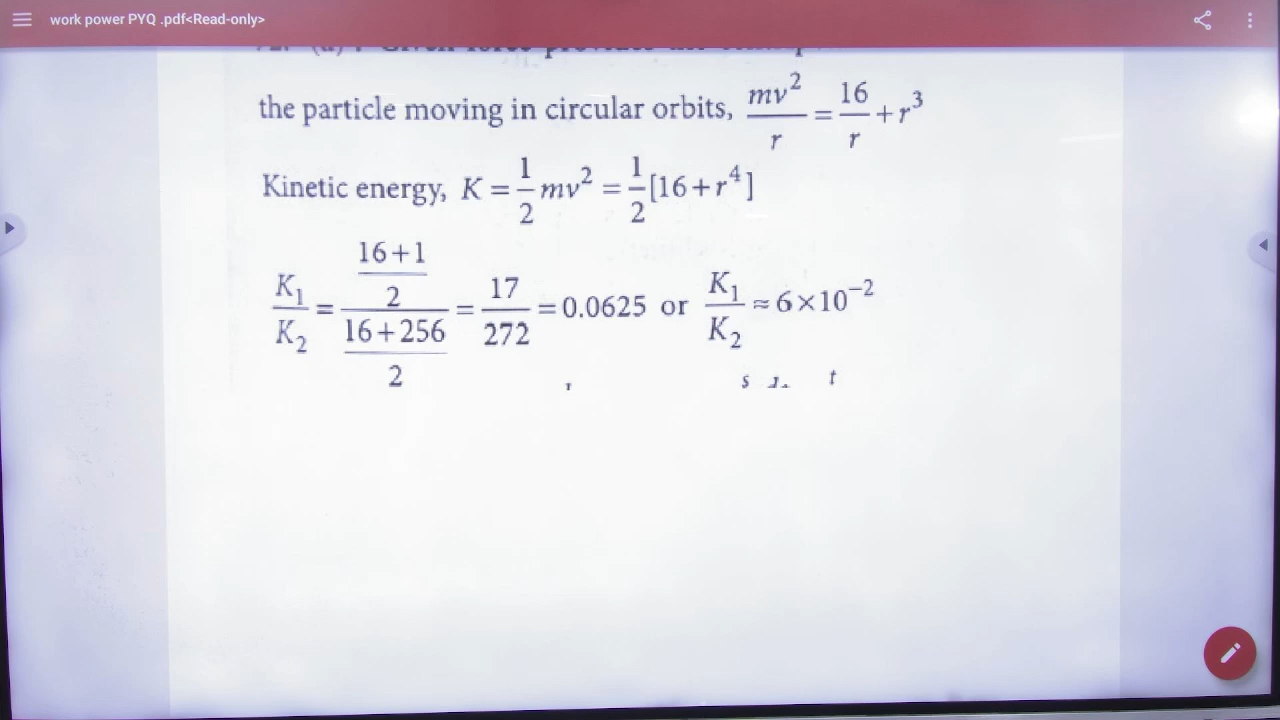 work power PYQ .pdf<Read-only>
the particle moving in circular orbits, mv²/r = 16/r + r³
Kinetic energy, K = 1/2 mv² = 1/2 [16 + r⁴]
K₁/K₂ = ((16+1)/2)/((16+256)/2) = 17/272 = 0.0625 or K₁/K₂ ≈ 6×10⁻²